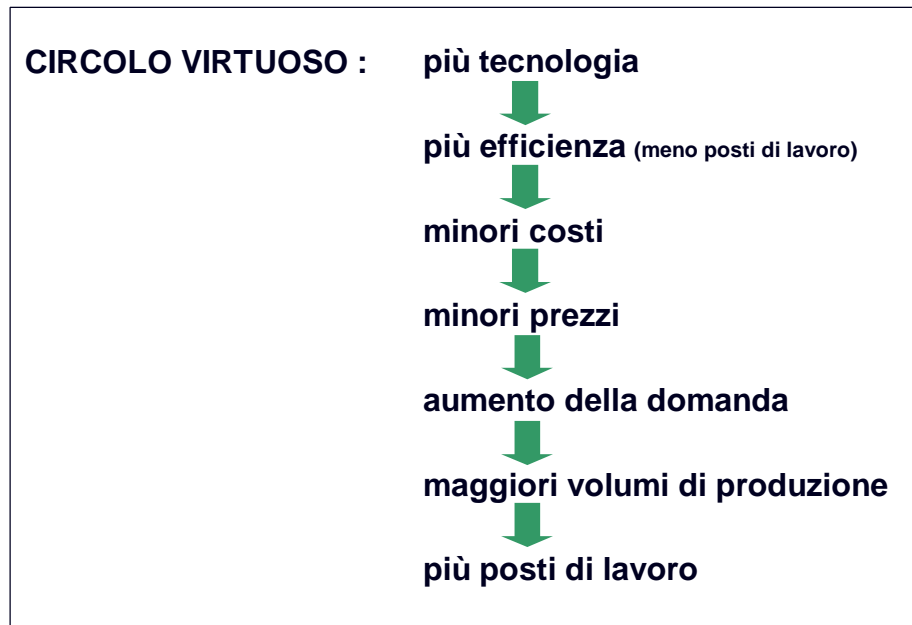 CIRCOLO VIRTUOSO : più tecnologia
più efficienza (meno posti di lavoro)
minori costi
minori prezzi
aumento della domanda
maggiori volumi di produzione
più posti di lavoro